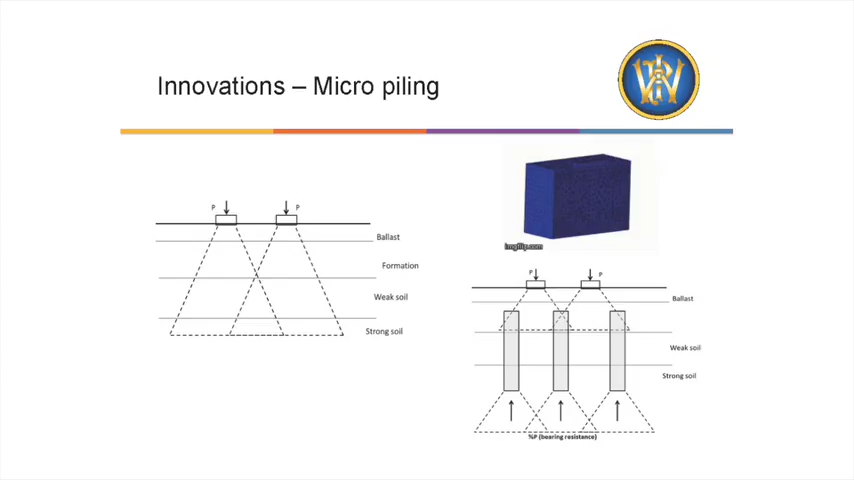 Innovations – Micro piling
P
P
Ballast
Formation
Weak soil
Strong soil
imgflip.com
P
P
Ballast
Weak soil
Strong soil
%P (bearing resistance)